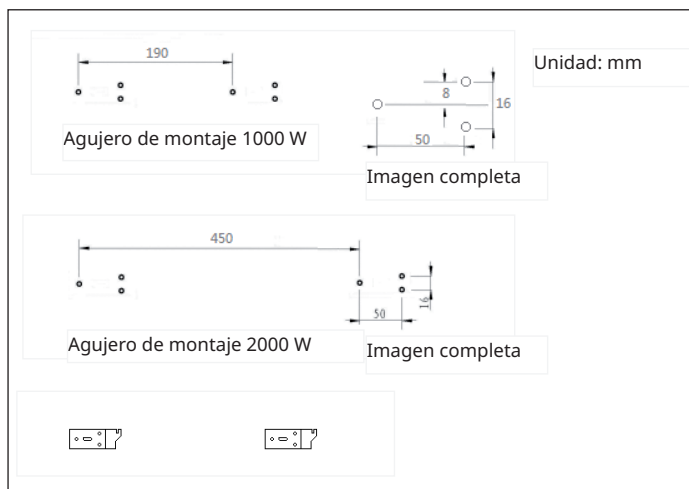 190
Unidad: mm
8
16
Agujero de montaje 1000 W
50
Imagen completa
450
50
16
Agujero de montaje 2000 W
Imagen completa